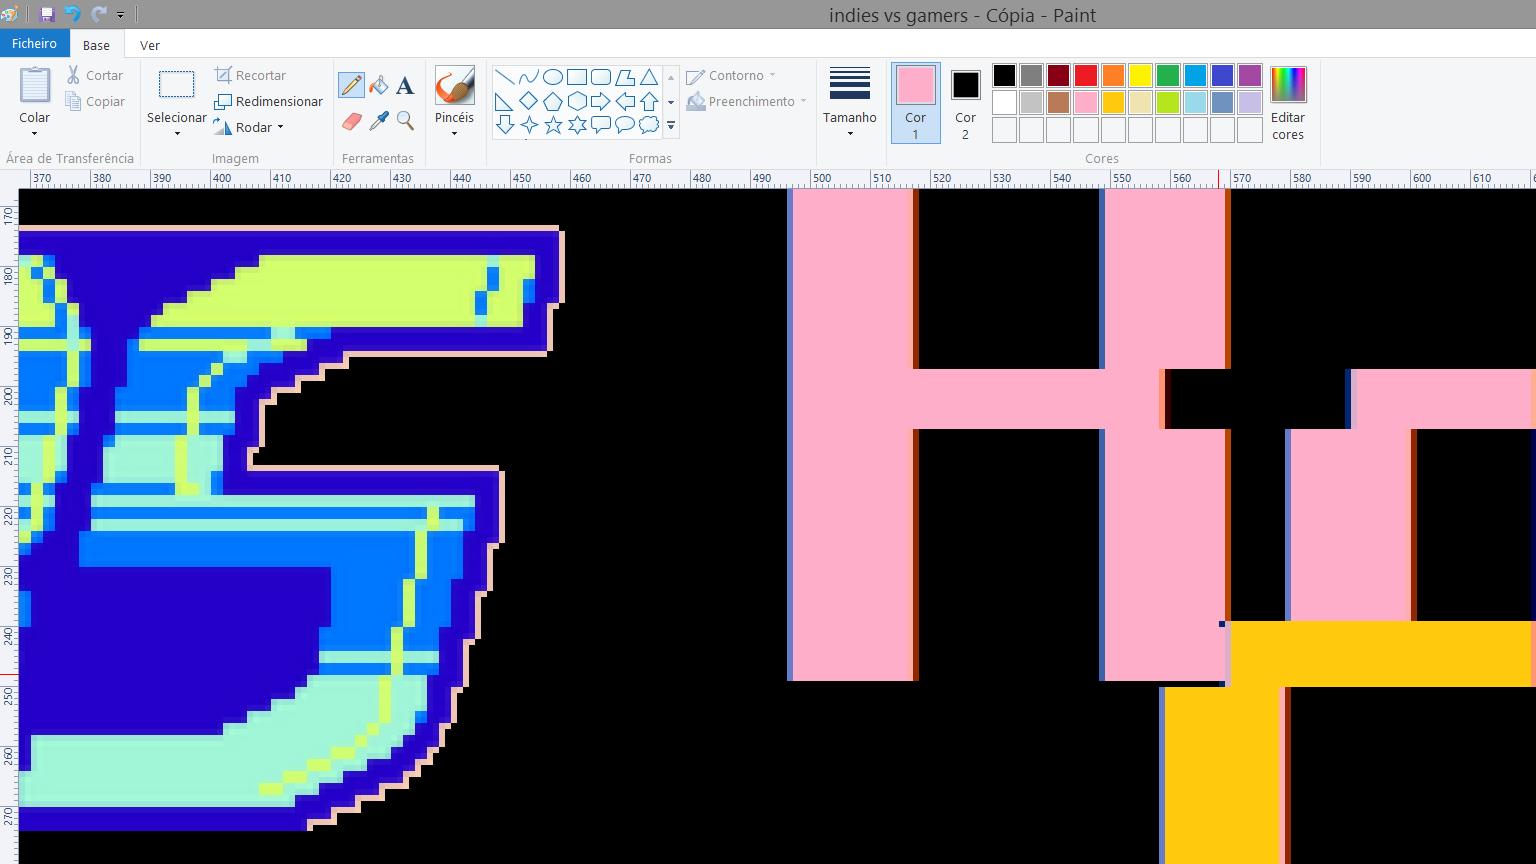 indies vs gamers - Cópia - Paint
Ficheiro Base Ver
Colar Cortar Copiar
Selecionar Recortar Redimensionar Rodar
A
Pincéis
Contorno Preenchimento
Tamanho
Cor 1 Cor 2
Editar cores
Área de Transferência Imagem Ferramentas Formas Cores
370 380 390 400 410 420 430 440 450 460 470 480 490 500 510 520 530 540 550 560 570 580 590 600 610
170
180
190
200
210
220
230
240
250
260
270